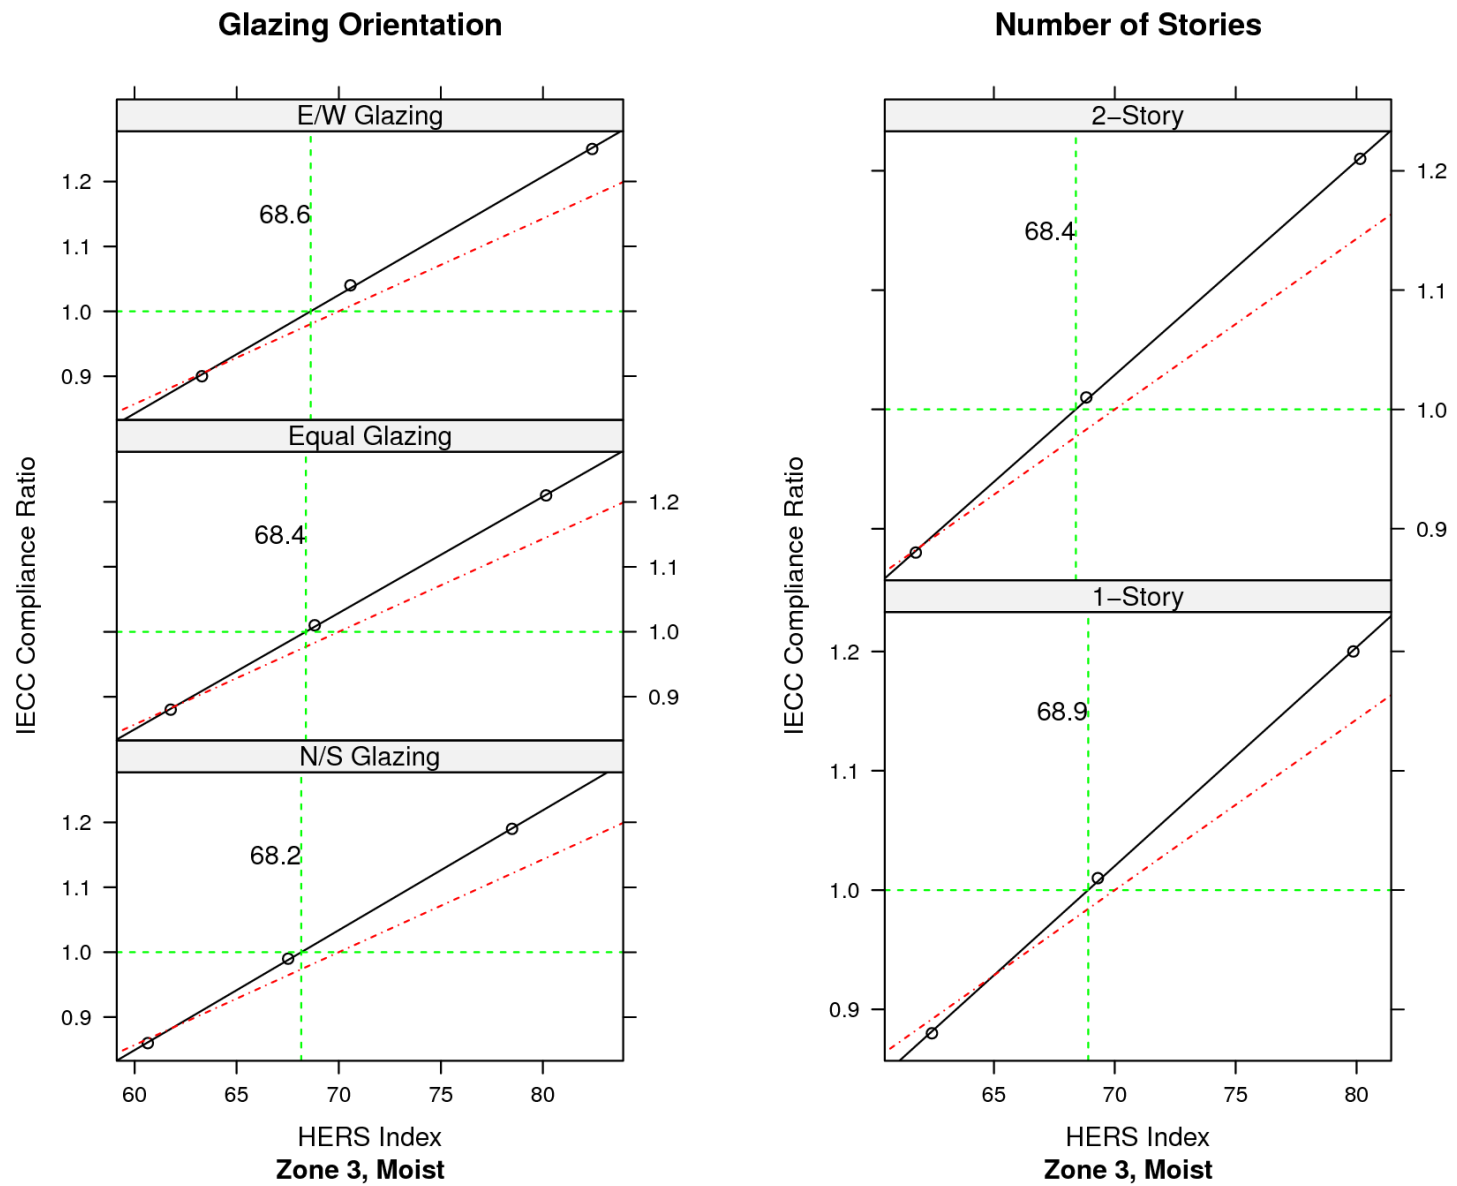 Glazing Orientation
E/W Glazing
1.2
1.1
1.0
0.9
68.6
Equal Glazing
1.2
1.1
1.0
0.9
68.4
N/S Glazing
1.2
1.1
1.0
0.9
68.2
60 65 70 75 80
IECC Compliance Ratio
HERS Index
Zone 3, Moist
Number of Stories
2−Story
1.2
1.1
1.0
0.9
68.4
1−Story
1.2
1.1
1.0
0.9
68.9
65 70 75 80
IECC Compliance Ratio
HERS Index
Zone 3, Moist